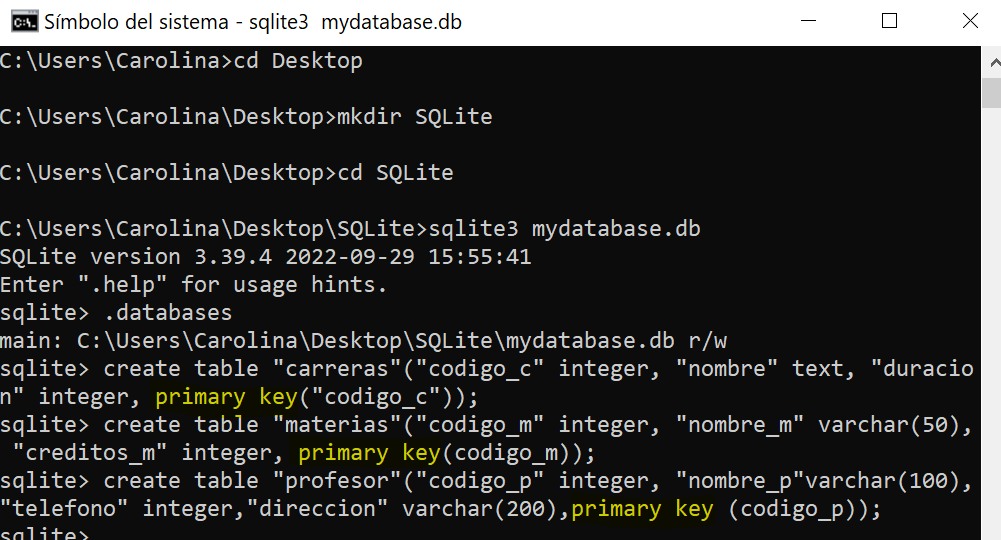 Símbolo del sistema - sqlite3  mydatabase.db
C:\Users\Carolina>cd Desktop
C:\Users\Carolina\Desktop>mkdir SQLite
C:\Users\Carolina\Desktop>cd SQLite
C:\Users\Carolina\Desktop\SQLite>sqlite3 mydatabase.db
SQLite version 3.39.4 2022-09-29 15:55:41
Enter ".help" for usage hints.
sqlite> .databases
main: C:\Users\Carolina\Desktop\SQLite\mydatabase.db r/w
sqlite> create table "carreras"("codigo_c" integer, "nombre" text, "duracio
n" integer, primary key("codigo_c"));
sqlite> create table "materias"("codigo_m" integer, "nombre_m" varchar(50),
 "creditos_m" integer, primary key(codigo_m));
sqlite> create table "profesor"("codigo_p" integer, "nombre_p"varchar(100),
"telefono" integer,"direccion" varchar(200),primary key (codigo_p));
sqlite>